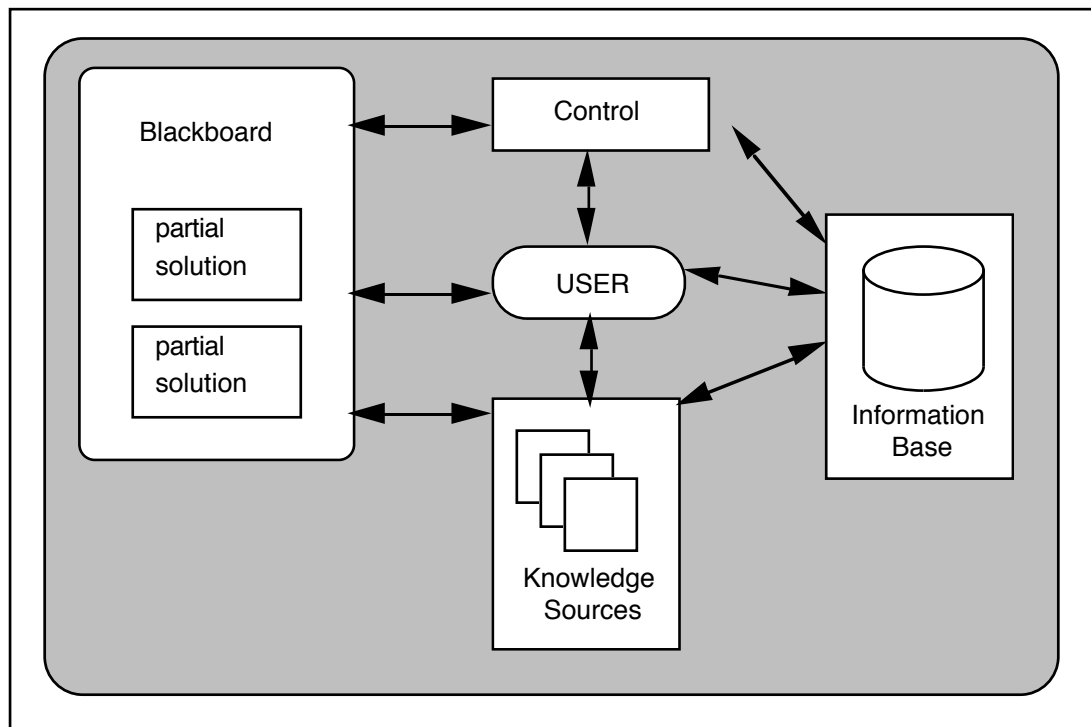 Blackboard
partial
solution
partial
solution
Control
USER
Knowledge
Sources
Information
Base